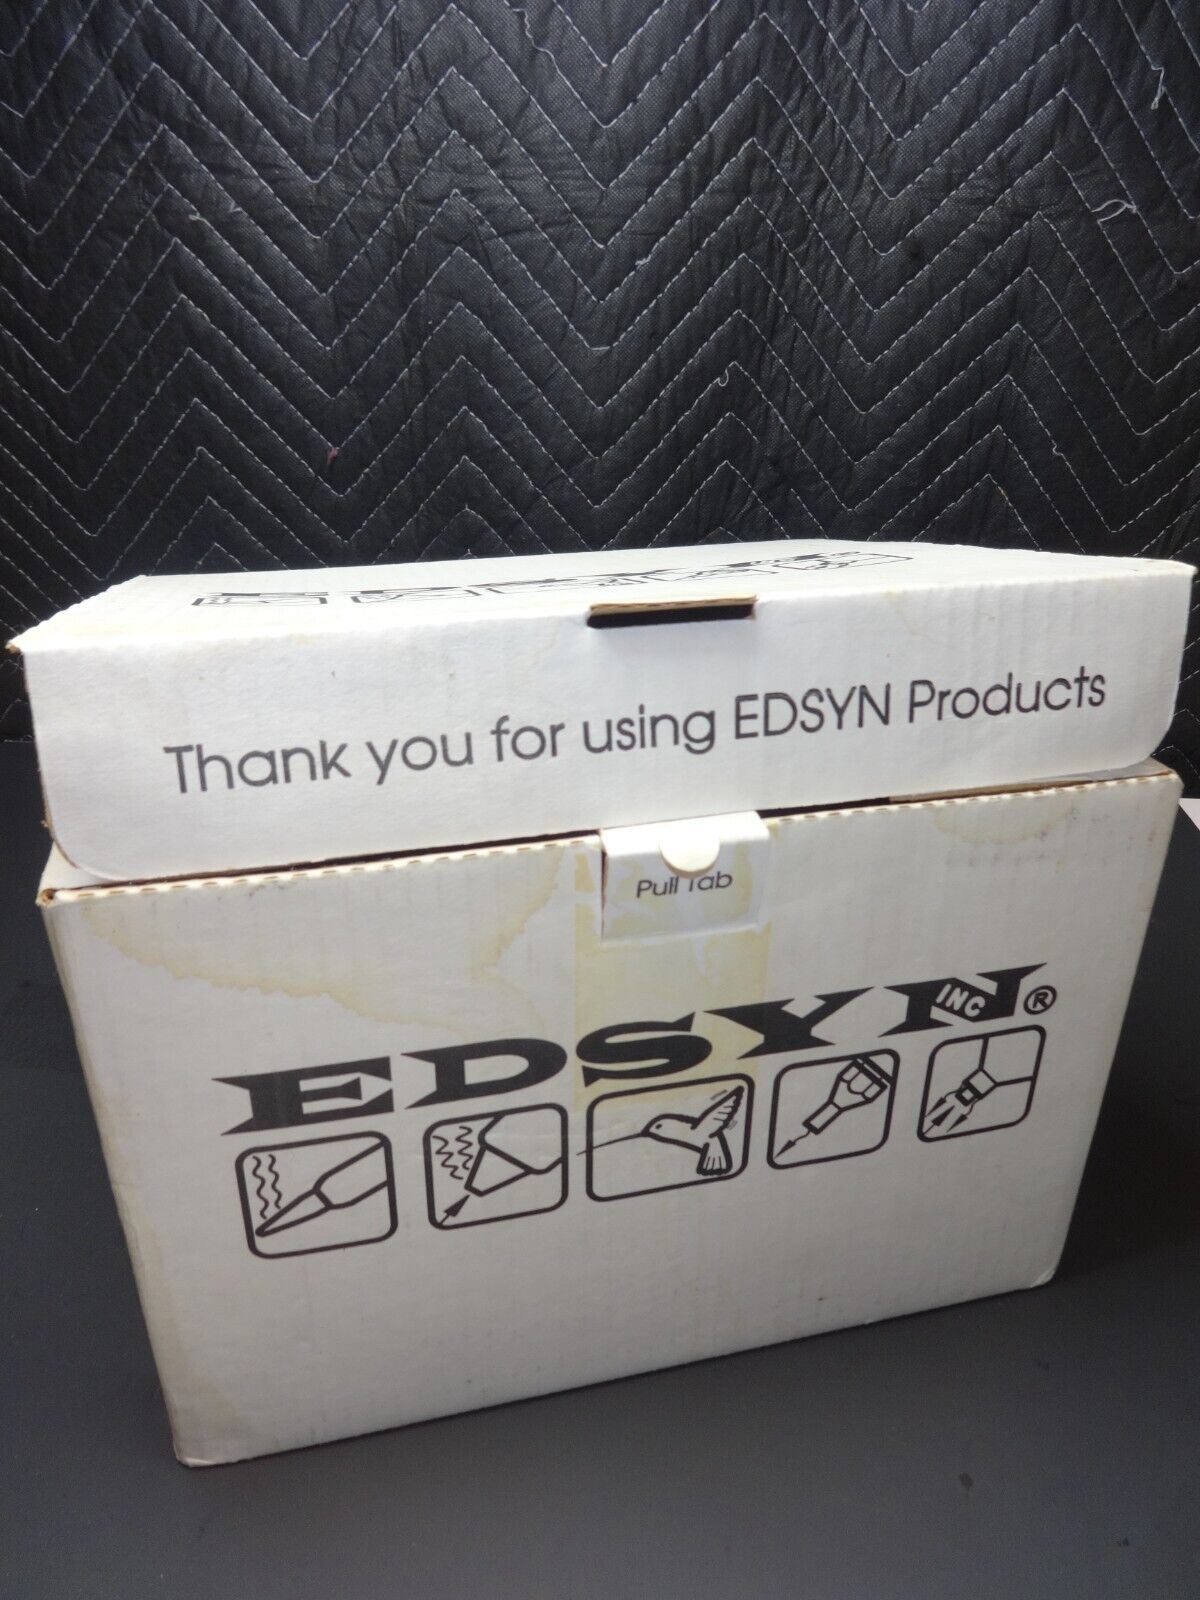 Thank you for using EDSYN Products
Pull Tab
EDSYN INC ®